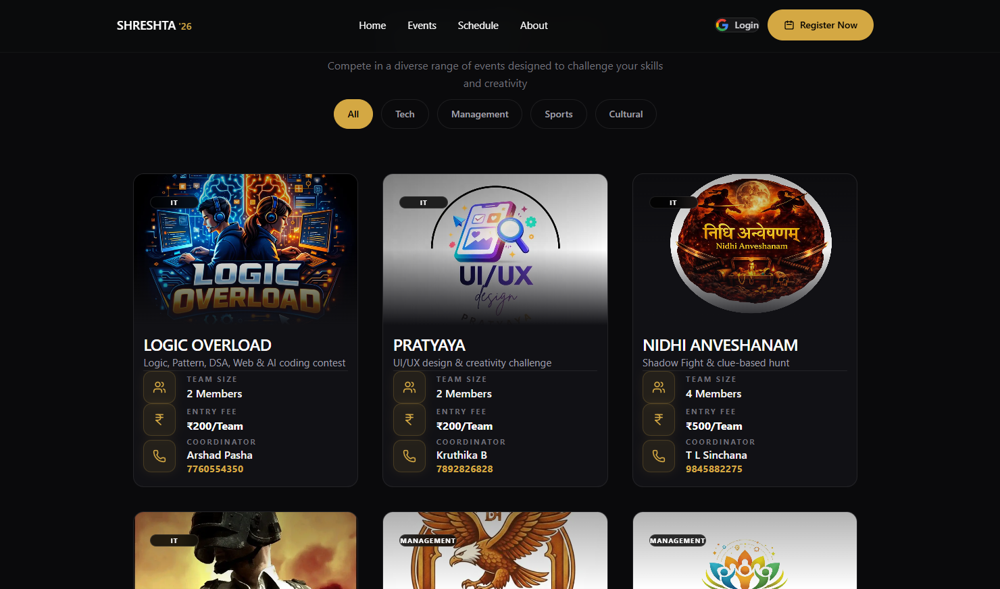 SHRESHTA '26
Home
Events
Schedule
About
Login
Register Now
Compete in a diverse range of events designed to challenge your skills
and creativity
All
Tech
Management
Sports
Cultural
IT
LOGIC
OVERLOAD
LOGIC OVERLOAD
Logic, Pattern, DSA, Web & AI coding contest
TEAM SIZE
2 Members
ENTRY FEE
₹200/Team
COORDINATOR
Arshad Pasha
7760554350
IT
UI/UX
design
PRATYAYA
PRATYAYA
UI/UX design & creativity challenge
TEAM SIZE
2 Members
ENTRY FEE
₹200/Team
COORDINATOR
Kruthika B
7892826828
IT
निधि अन्वेषणम्
Nidhi Anveshanam
NIDHI ANVESHANAM
Shadow Fight & clue-based hunt
TEAM SIZE
4 Members
ENTRY FEE
₹500/Team
COORDINATOR
T L Sinchana
9845882275
IT
MANAGEMENT
MANAGEMENT